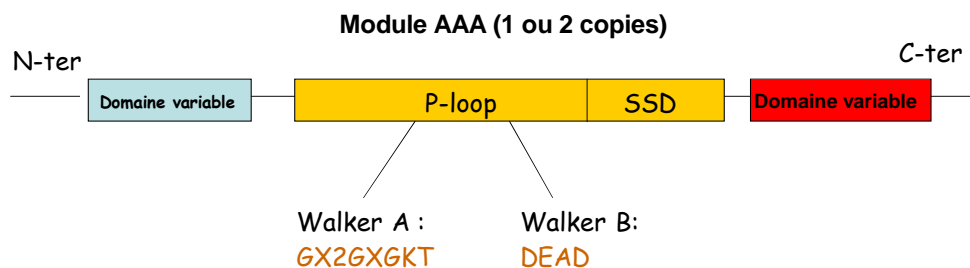 Module AAA (1 ou 2 copies)
N-ter
C-ter
Domaine variable
P-loop
SSD
Domaine variable
Walker A :
GX2GXGKT
Walker B:
DEAD